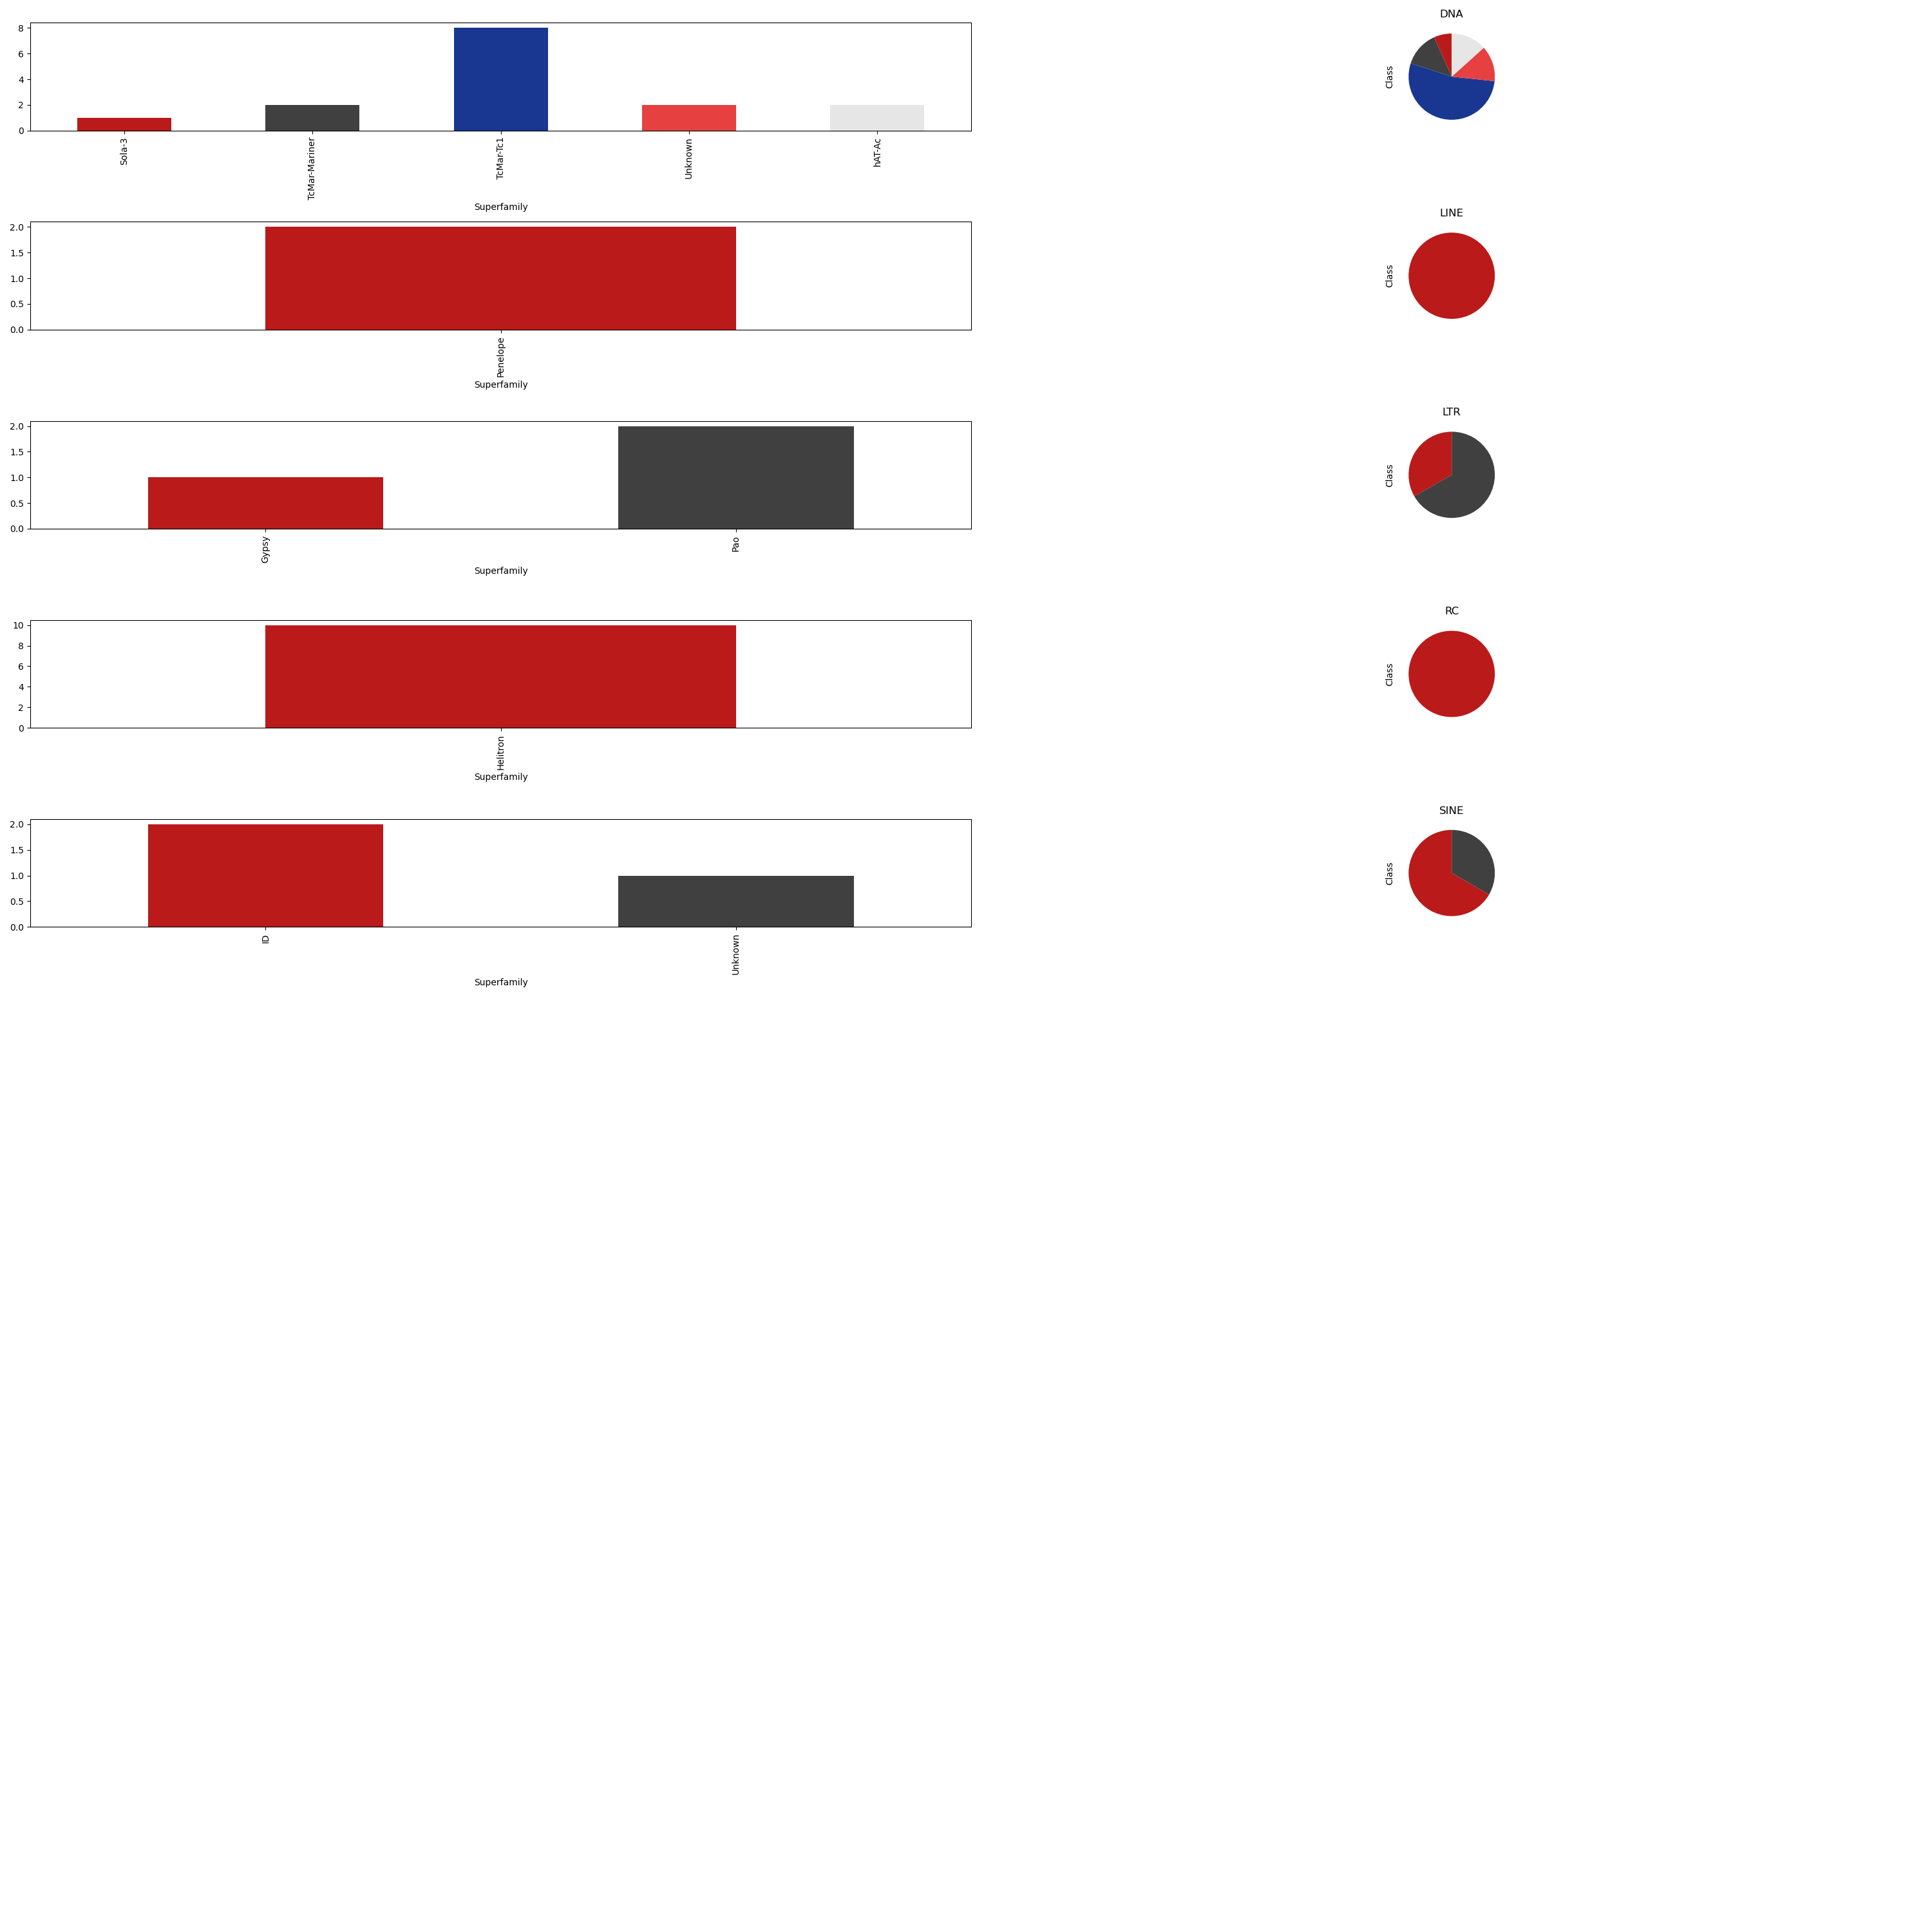 DNA
8
6
4
2
0
Class
Sola-3
TcMar-Mariner
TcMar-Tc1
Unknown
hAT-Ac
Superfamily
LINE
2.0
1.5
1.0
0.5
0.0
Class
Penelope
Superfamily
LTR
2.0
1.5
1.0
0.5
0.0
Class
Gypsy
Pao
Superfamily
RC
10
8
6
4
2
0
Class
Helitron
Superfamily
SINE
2.0
1.5
1.0
0.5
0.0
Class
ID
Unknown
Superfamily